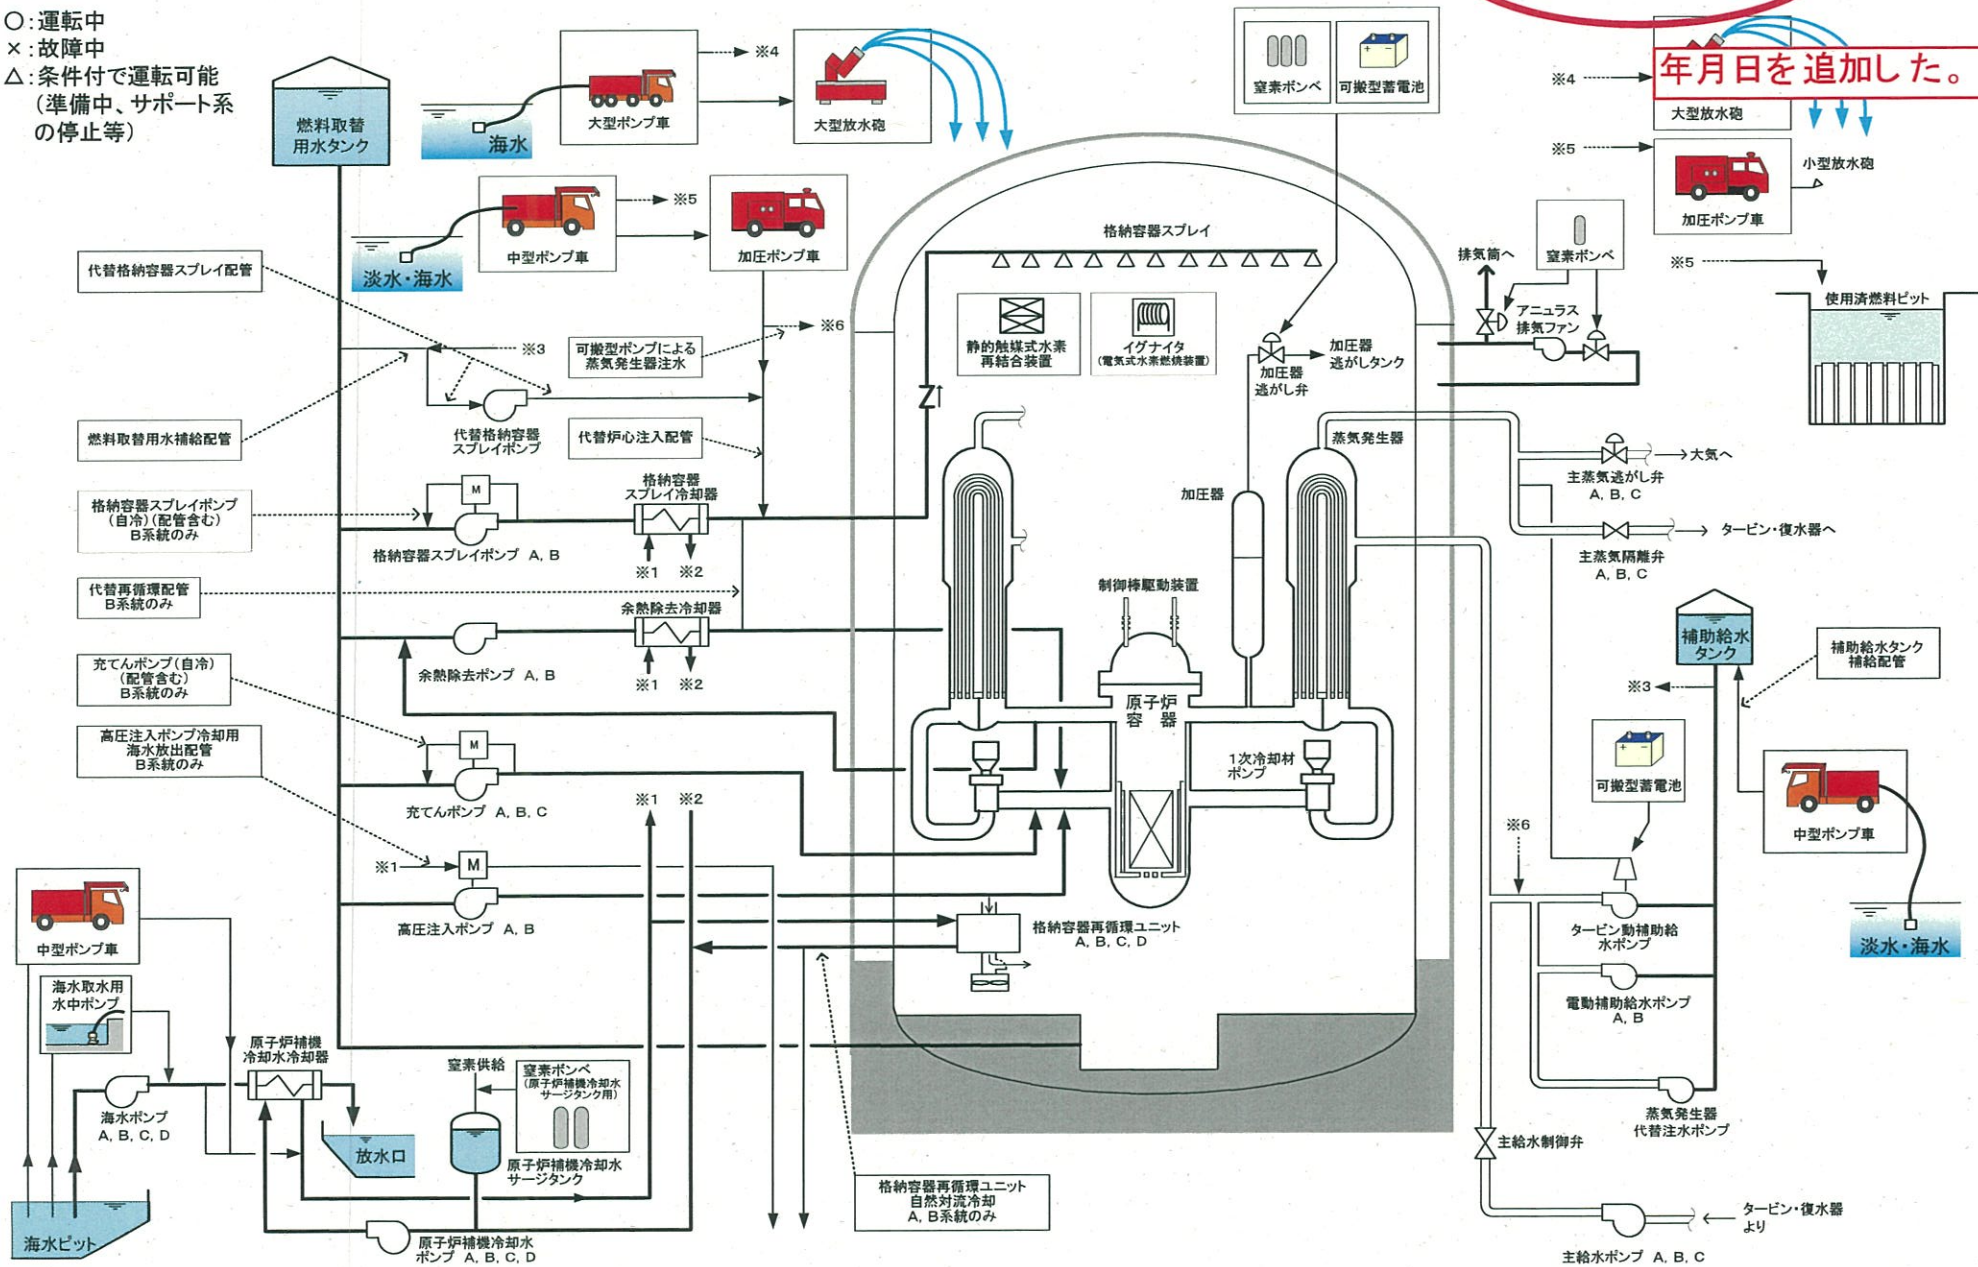 ○:運転中
×:故障中
△:条件付で運転可能
(準備中、サポート系
の停止等)
燃料取替
用水タンク
海水
大型ポンプ車
※4
大型放水砲
窒素ボンベ
可搬型蓄電池
※4
年月日を追加した。
大型放水砲
※5
加圧ポンプ車
小型放水砲
※5
使用済燃料ピット
淡水・海水
中型ポンプ車
※5
加圧ポンプ車
※6
代替格納容器スプレイ配管
※3
可搬型ポンプによる
蒸気発生器注水
代替格納容器
スプレイポンプ
燃料取替用水補給配管
代替炉心注入配管
格納容器スプレイ
静的触媒式水素
再結合装置
イグナイタ
(電気式水素燃焼装置)
加圧器
逃がしタンク
加圧器
逃がし弁
排気筒へ
窒素ボンベ
アニュラス
排気ファン
格納容器スプレイポンプ
(自冷)(配管含む)
B系統のみ
M
格納容器スプレイポンプ A, B
格納容器
スプレイ冷却器
※1
※2
代替再循環配管
B系統のみ
余熱除去冷却器
※1
※2
余熱除去ポンプ A, B
充てんポンプ(自冷)
(配管含む)
B系統のみ
M
充てんポンプ A, B, C
高圧注入ポンプ冷却用
海水放出配管
B系統のみ
※1
M
高圧注入ポンプ A, B
※1
※2
加圧器
蒸気発生器
制御棒駆動装置
原子炉
容 器
1次冷却材
ポンプ
格納容器再循環ユニット
A, B, C, D
大気へ
主蒸気逃がし弁
A, B, C
タービン・復水器へ
主蒸気隔離弁
A, B, C
補助給水
タンク
補助給水タンク
補給配管
※3
可搬型蓄電池
中型ポンプ車
淡水・海水
※6
タービン動補助給
水ポンプ
電動補助給水ポンプ
A, B
蒸気発生器
代替注水ポンプ
主給水制御弁
タービン・復水器
より
主給水ポンプ A, B, C
中型ポンプ車
海水取水用
水中ポンプ
海水ポンプ
A, B, C, D
海水ピット
原子炉補機
冷却水冷却器
放水口
窒素供給
窒素ボンベ
(原子炉補機冷却水
サージタンク用)
原子炉補機冷却水
サージタンク
原子炉補機冷却水
ポンプ A, B, C, D
格納容器再循環ユニット
自然対流冷却
A, B系統のみ